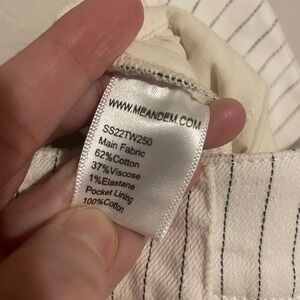 WWW.MEANDEM.COM
SS22TW250
Main Fabric
62%Cotton
37%Viscose
1%Elastane
Pocket Lining
100%Cotton